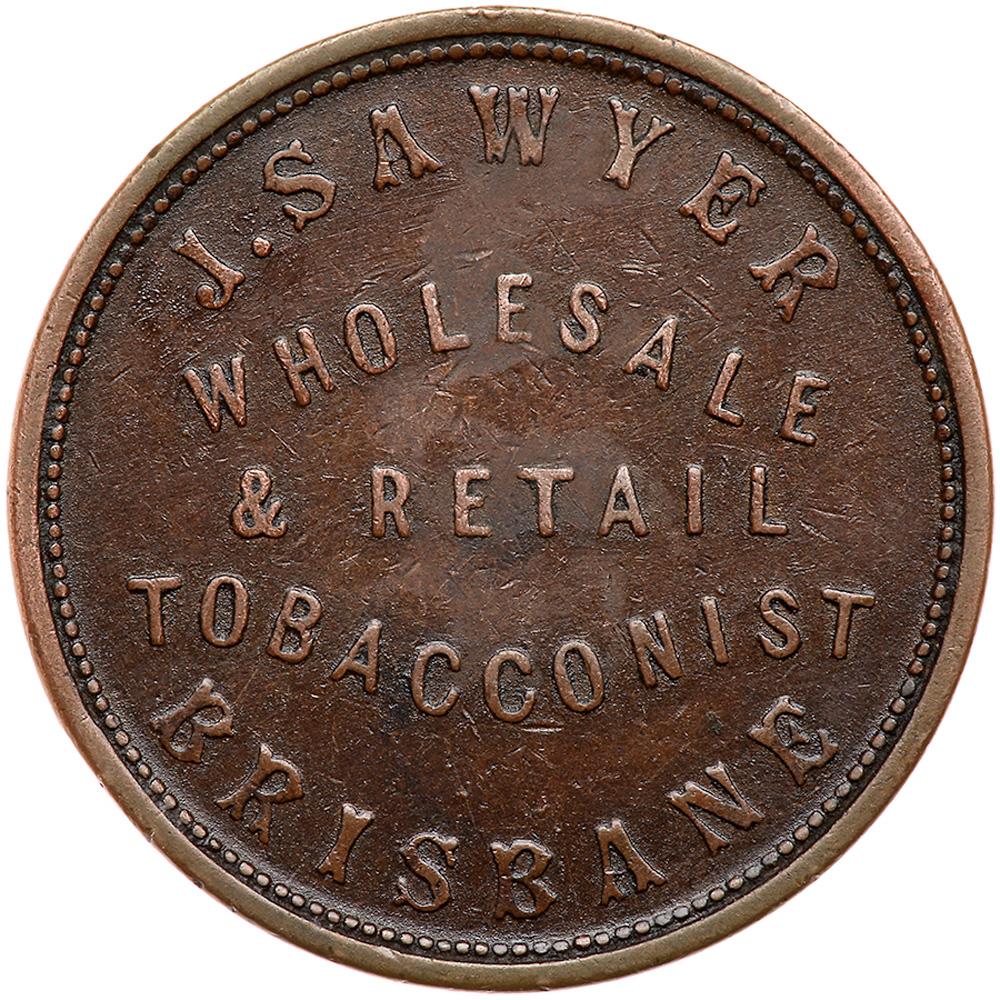 J. SAWYER
WHOLESALE
& RETAIL
TOBACCONIST
BRISBANE